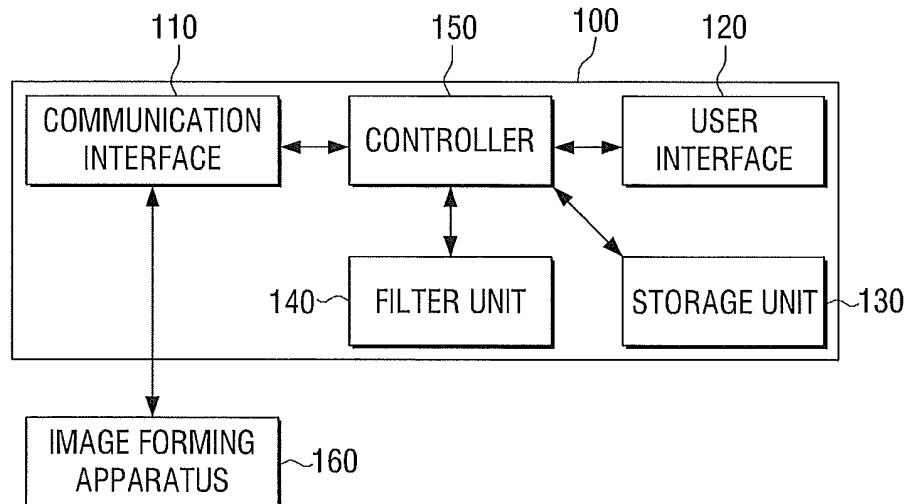 110
150
100
120
COMMUNICATION
INTERFACE
CONTROLLER
USER
INTERFACE
140
FILTER UNIT
STORAGE UNIT
130
IMAGE FORMING
APPARATUS
160